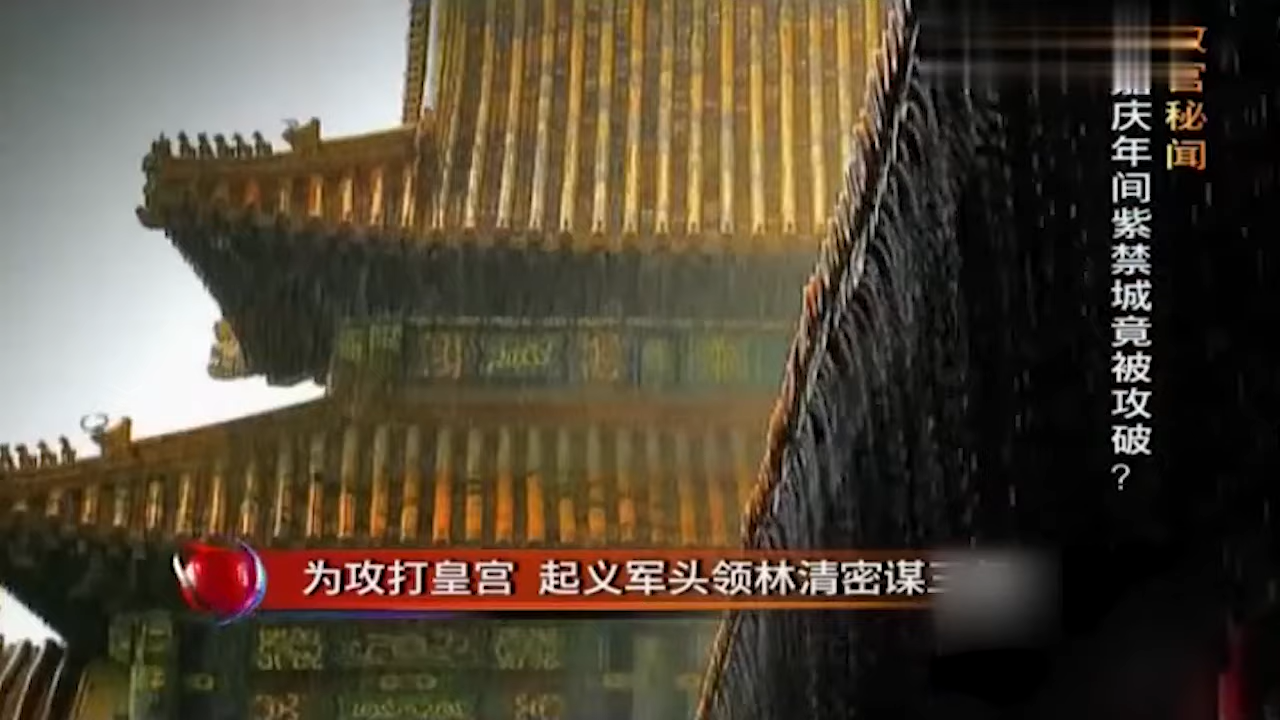 秘闻
庆年间紫禁城竟被攻破？
为攻打皇宫 起义军头领林清密谋